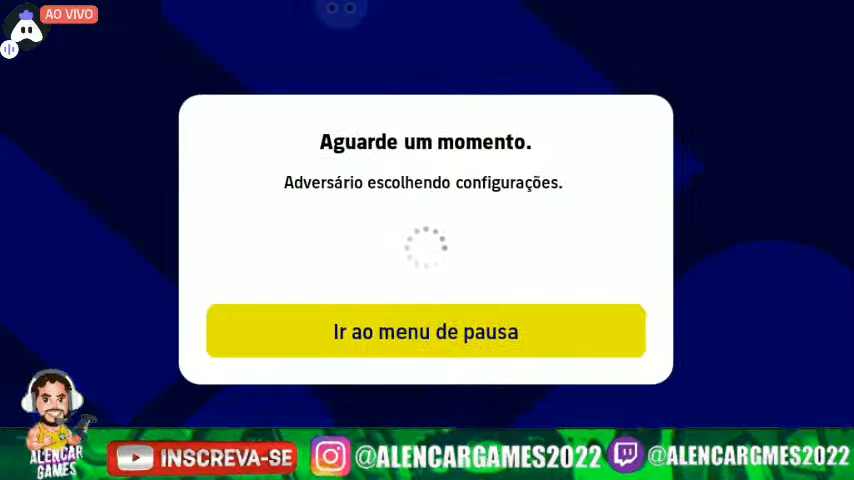 AO VIVO
Aguarde um momento.
Adversário escolhendo configurações.
Ir ao menu de pausa
ALENCAR
GAMES
INSCREVA-SE
@ALENCARGAMES2022
@ALENCARGMES2022